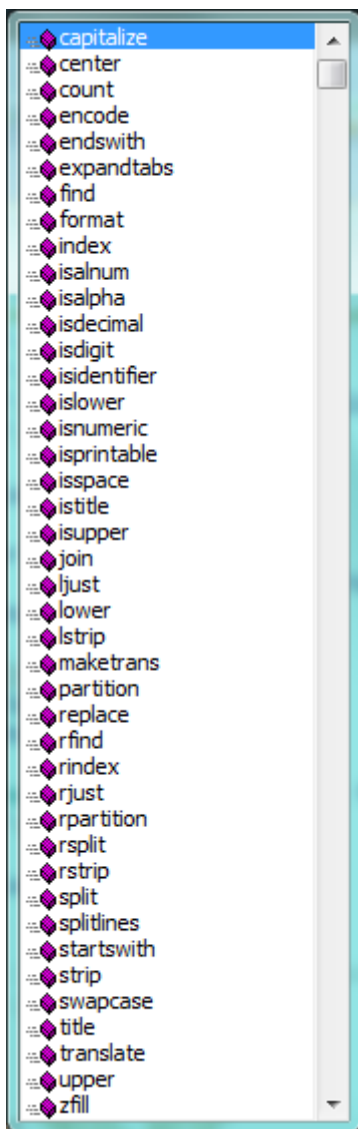 capitalize
center
count
encode
endswith
expandtabs
find
format
index
isalnum
isalpha
isdecimal
isdigit
isidentifier
islower
isnumeric
isprintable
isspace
istitle
isupper
join
ljust
lower
lstrip
maketrans
partition
replace
rfind
rindex
rjust
rpartition
rsplit
rstrip
split
splitlines
startswith
strip
swapcase
title
translate
upper
zfill